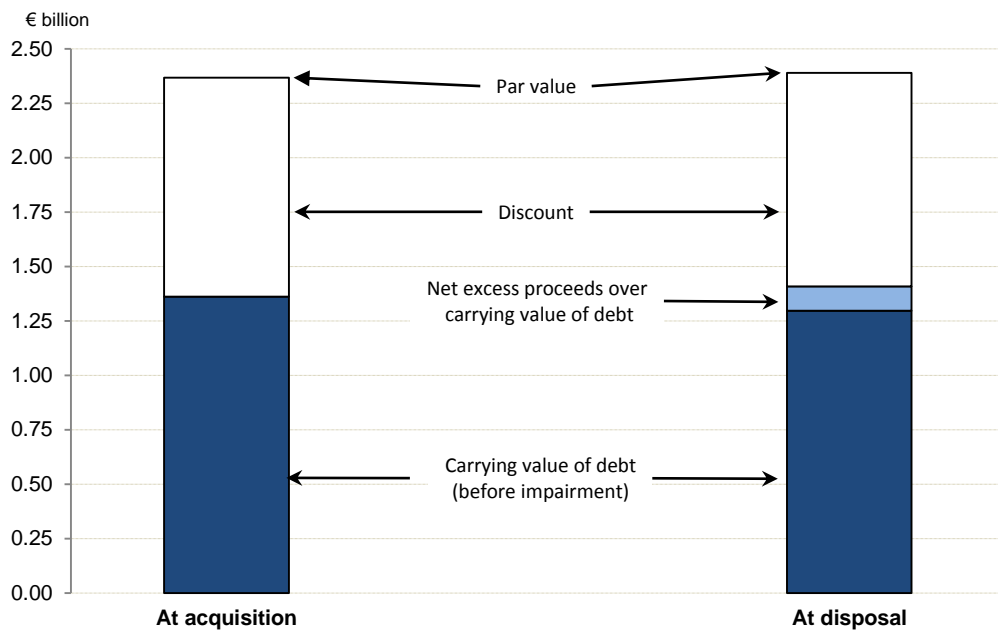 € billion
2.50
2.25
2.00
1.75
1.50
1.25
1.00
0.75
0.50
0.25
0.00
Par value
Discount
Net excess proceeds over
carrying value of debt
Carrying value of debt
(before impairment)
At acquisition
At disposal